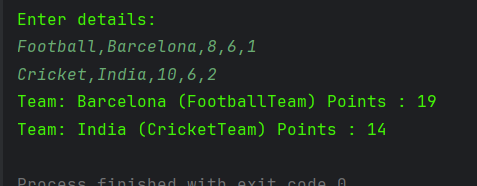 Enter details:
Football,Barcelona,8,6,1
Cricket,India,10,6,2
Team: Barcelona (FootballTeam) Points : 19
Team: India (CricketTeam) Points : 14
Process finished with exit code 0